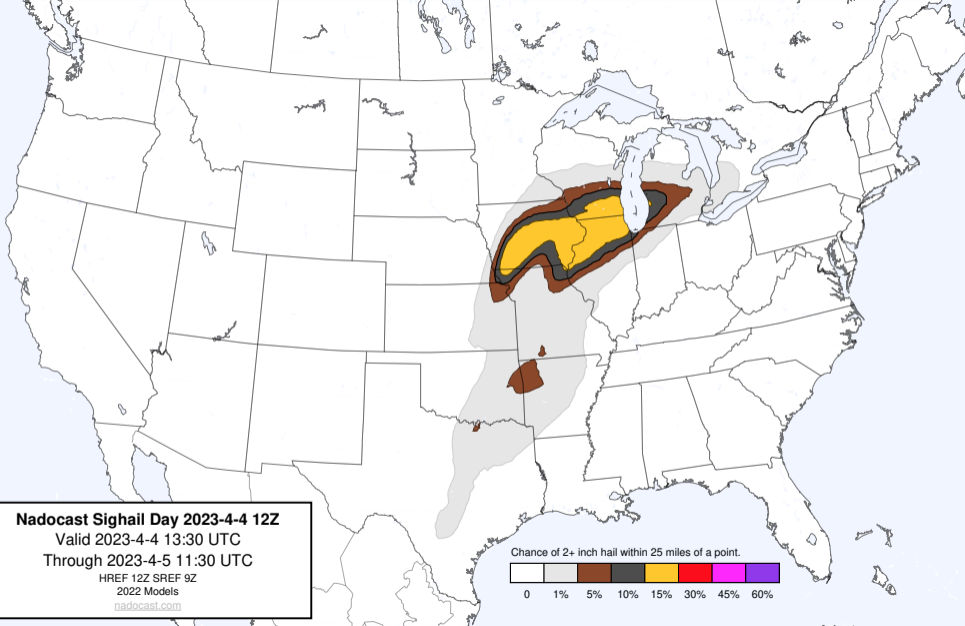 Nadocast Sighail Day 2023-4-4 12Z
Valid 2023-4-4 13:30 UTC
Through 2023-4-5 11:30 UTC
HREF 12Z SREF 9Z
2022 Models
nadocast.com
Chance of 2+ inch hail within 25 miles of a point.
0 1% 5% 10% 15% 30% 45% 60%